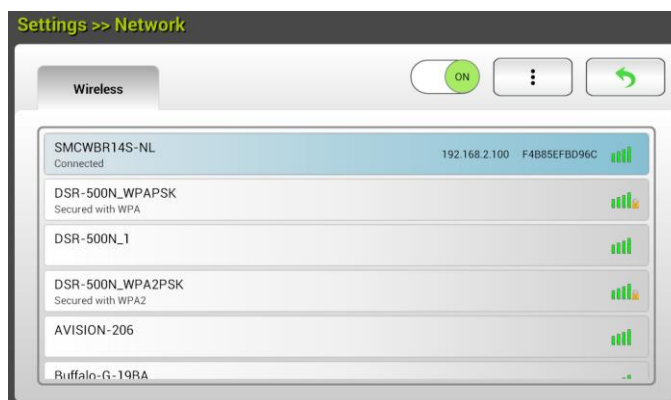 Settings >> Network
Wireless
ON
SMCWBR14S-NL
Connected
192.168.2.100 F4B85EFBD96C
DSR-500N_WPAPSK
Secured with WPA
DSR-500N_1
DSR-500N_WPA2PSK
Secured with WPA2
AVISION-206
Buffalo-G-19BA